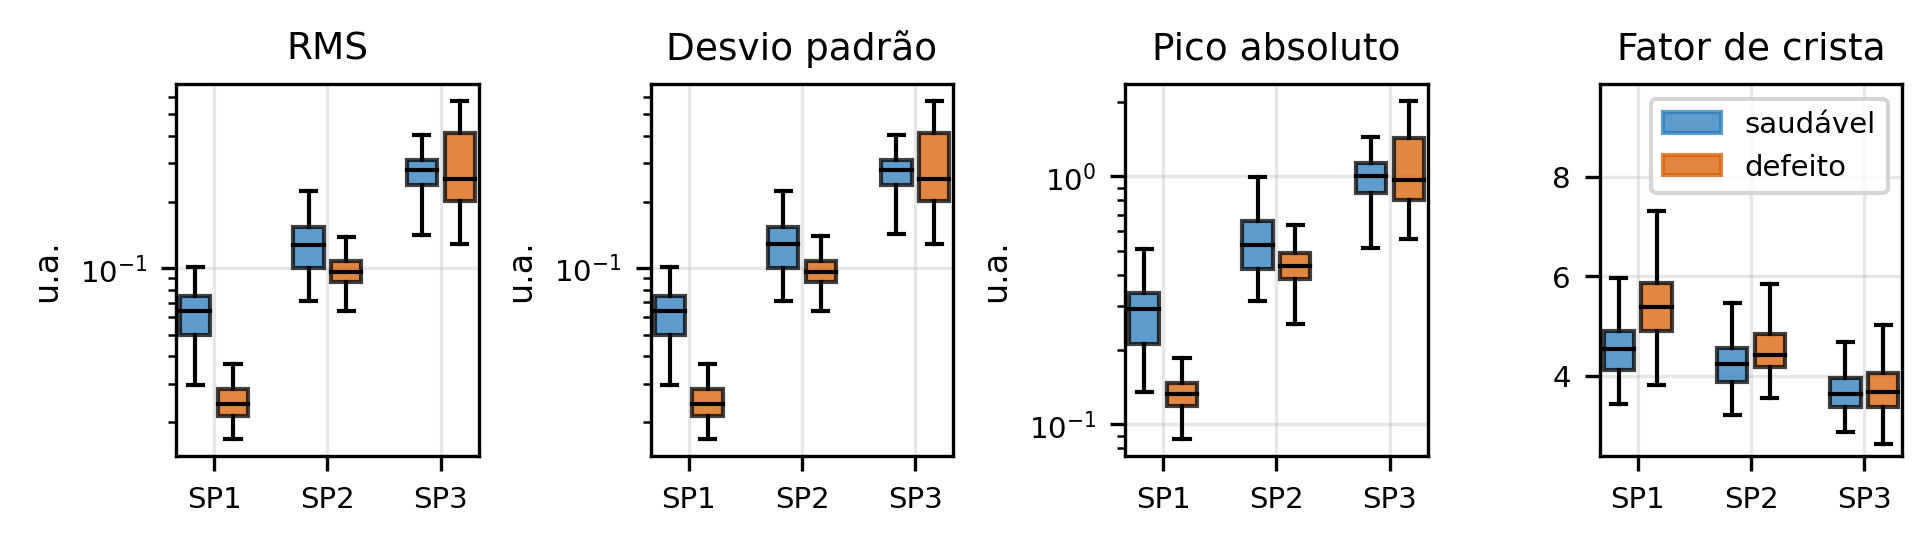 RMS
u.a.
10⁻¹
SP1 SP2 SP3
Desvio padrão
u.a.
10⁻¹
SP1 SP2 SP3
Pico absoluto
u.a.
10⁰
10⁻¹
SP1 SP2 SP3
Fator de crista
saudável
defeito
8
6
4
SP1 SP2 SP3